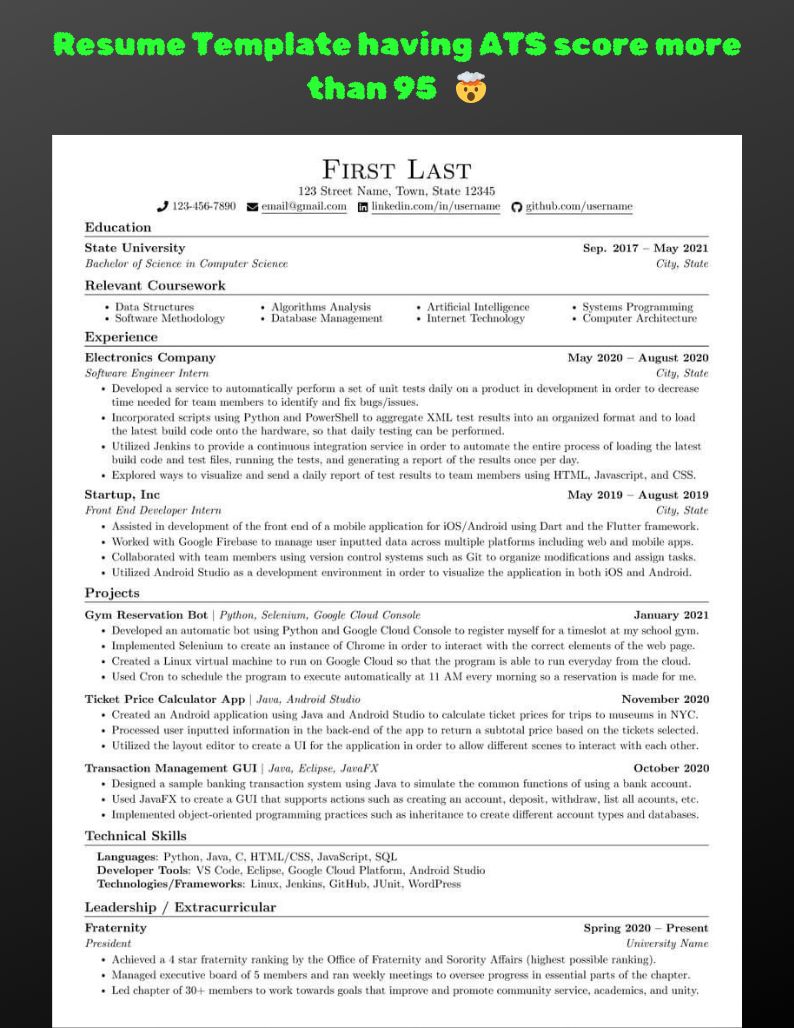 Resume Template having ATS score more
than 95 🤯
First Last
123 Street Name, Town, State 12345
123-456-7890 email@gmail.com linkedin.com/in/username github.com/username
Education
State University Sep. 2017 – May 2021
Bachelor of Science in Computer Science City, State
Relevant Coursework
• Data Structures • Algorithms Analysis • Artificial Intelligence • Systems Programming
• Software Methodology • Database Management • Internet Technology • Computer Architecture
Experience
Electronics Company May 2020 – August 2020
Software Engineer Intern City, State
• Developed a service to automatically perform a set of unit tests daily on a product in development in order to decrease
time needed for team members to identify and fix bugs/issues.
• Incorporated scripts using Python and PowerShell to aggregate XML test results into an organized format and to load
the latest build code onto the hardware, so that daily testing can be performed.
• Utilized Jenkins to provide a continuous integration service in order to automate the entire process of loading the latest
build code and test files, running the tests, and generating a report of the results once per day.
• Explored ways to visualize and send a daily report of test results to team members using HTML, Javascript, and CSS.
Startup, Inc May 2019 – August 2019
Front End Developer Intern City, State
• Assisted in development of the front end of a mobile application for iOS/Android using Dart and the Flutter framework.
• Worked with Google Firebase to manage user inputted data across multiple platforms including web and mobile apps.
• Collaborated with team members using version control systems such as Git to organize modifications and assign tasks.
• Utilized Android Studio as a development environment in order to visualize the application in both iOS and Android.
Projects
Gym Reservation Bot | Python, Selenium, Google Cloud Console January 2021
• Developed an automatic bot using Python and Google Cloud Console to register myself for a timeslot at my school gym.
• Implemented Selenium to create an instance of Chrome in order to interact with the correct elements of the web page.
• Created a Linux virtual machine to run on Google Cloud so that the program is able to run everyday from the cloud.
• Used Cron to schedule the program to execute automatically at 11 AM every morning so a reservation is made for me.
Ticket Price Calculator App | Java, Android Studio November 2020
• Created an Android application using Java and Android Studio to calculate ticket prices for trips to museums in NYC.
• Processed user inputted information in the back-end of the app to return a subtotal price based on the tickets selected.
• Utilized the layout editor to create a UI for the application in order to allow different scenes to interact with each other.
Transaction Management GUI | Java, Eclipse, JavaFX October 2020
• Designed a sample banking transaction system using Java to simulate the common functions of using a bank account.
• Used JavaFX to create a GUI that supports actions such as creating an account, deposit, withdraw, list all acounts, etc.
• Implemented object-oriented programming practices such as inheritance to create different account types and databases.
Technical Skills
Languages: Python, Java, C, HTML/CSS, JavaScript, SQL
Developer Tools: VS Code, Eclipse, Google Cloud Platform, Android Studio
Technologies/Frameworks: Linux, Jenkins, GitHub, JUnit, WordPress
Leadership / Extracurricular
Fraternity Spring 2020 – Present
President University Name
• Achieved a 4 star fraternity ranking by the Office of Fraternity and Sorority Affairs (highest possible ranking).
• Managed executive board of 5 members and ran weekly meetings to oversee progress in essential parts of the chapter.
• Led chapter of 30+ members to work towards goals that improve and promote community service, academics, and unity.